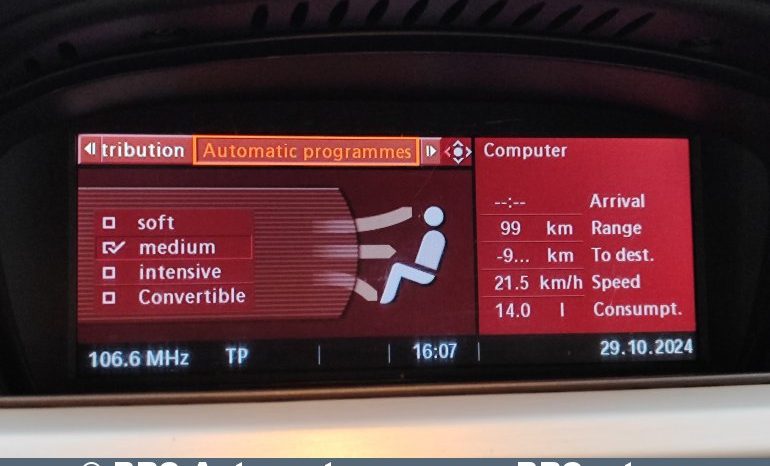 tribution Automatic programmes
soft
medium
intensive
Convertible
Computer
--:-- Arrival
99 km Range
-9... km To dest.
21.5 km/h Speed
14.0 l Consumpt.
106.6 MHz TP 16:07 29.10.2024